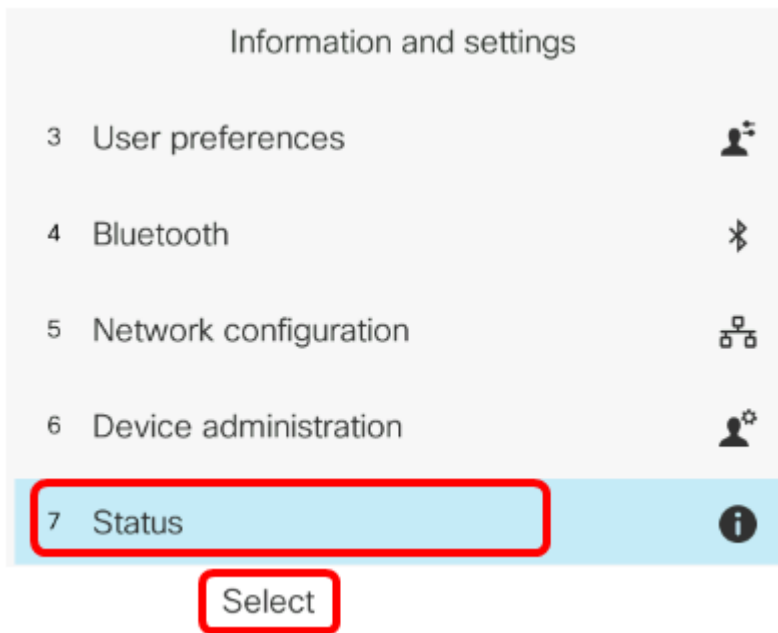 Information and settings
3 User preferences
4 Bluetooth
5 Network configuration
6 Device administration
7 Status
Select